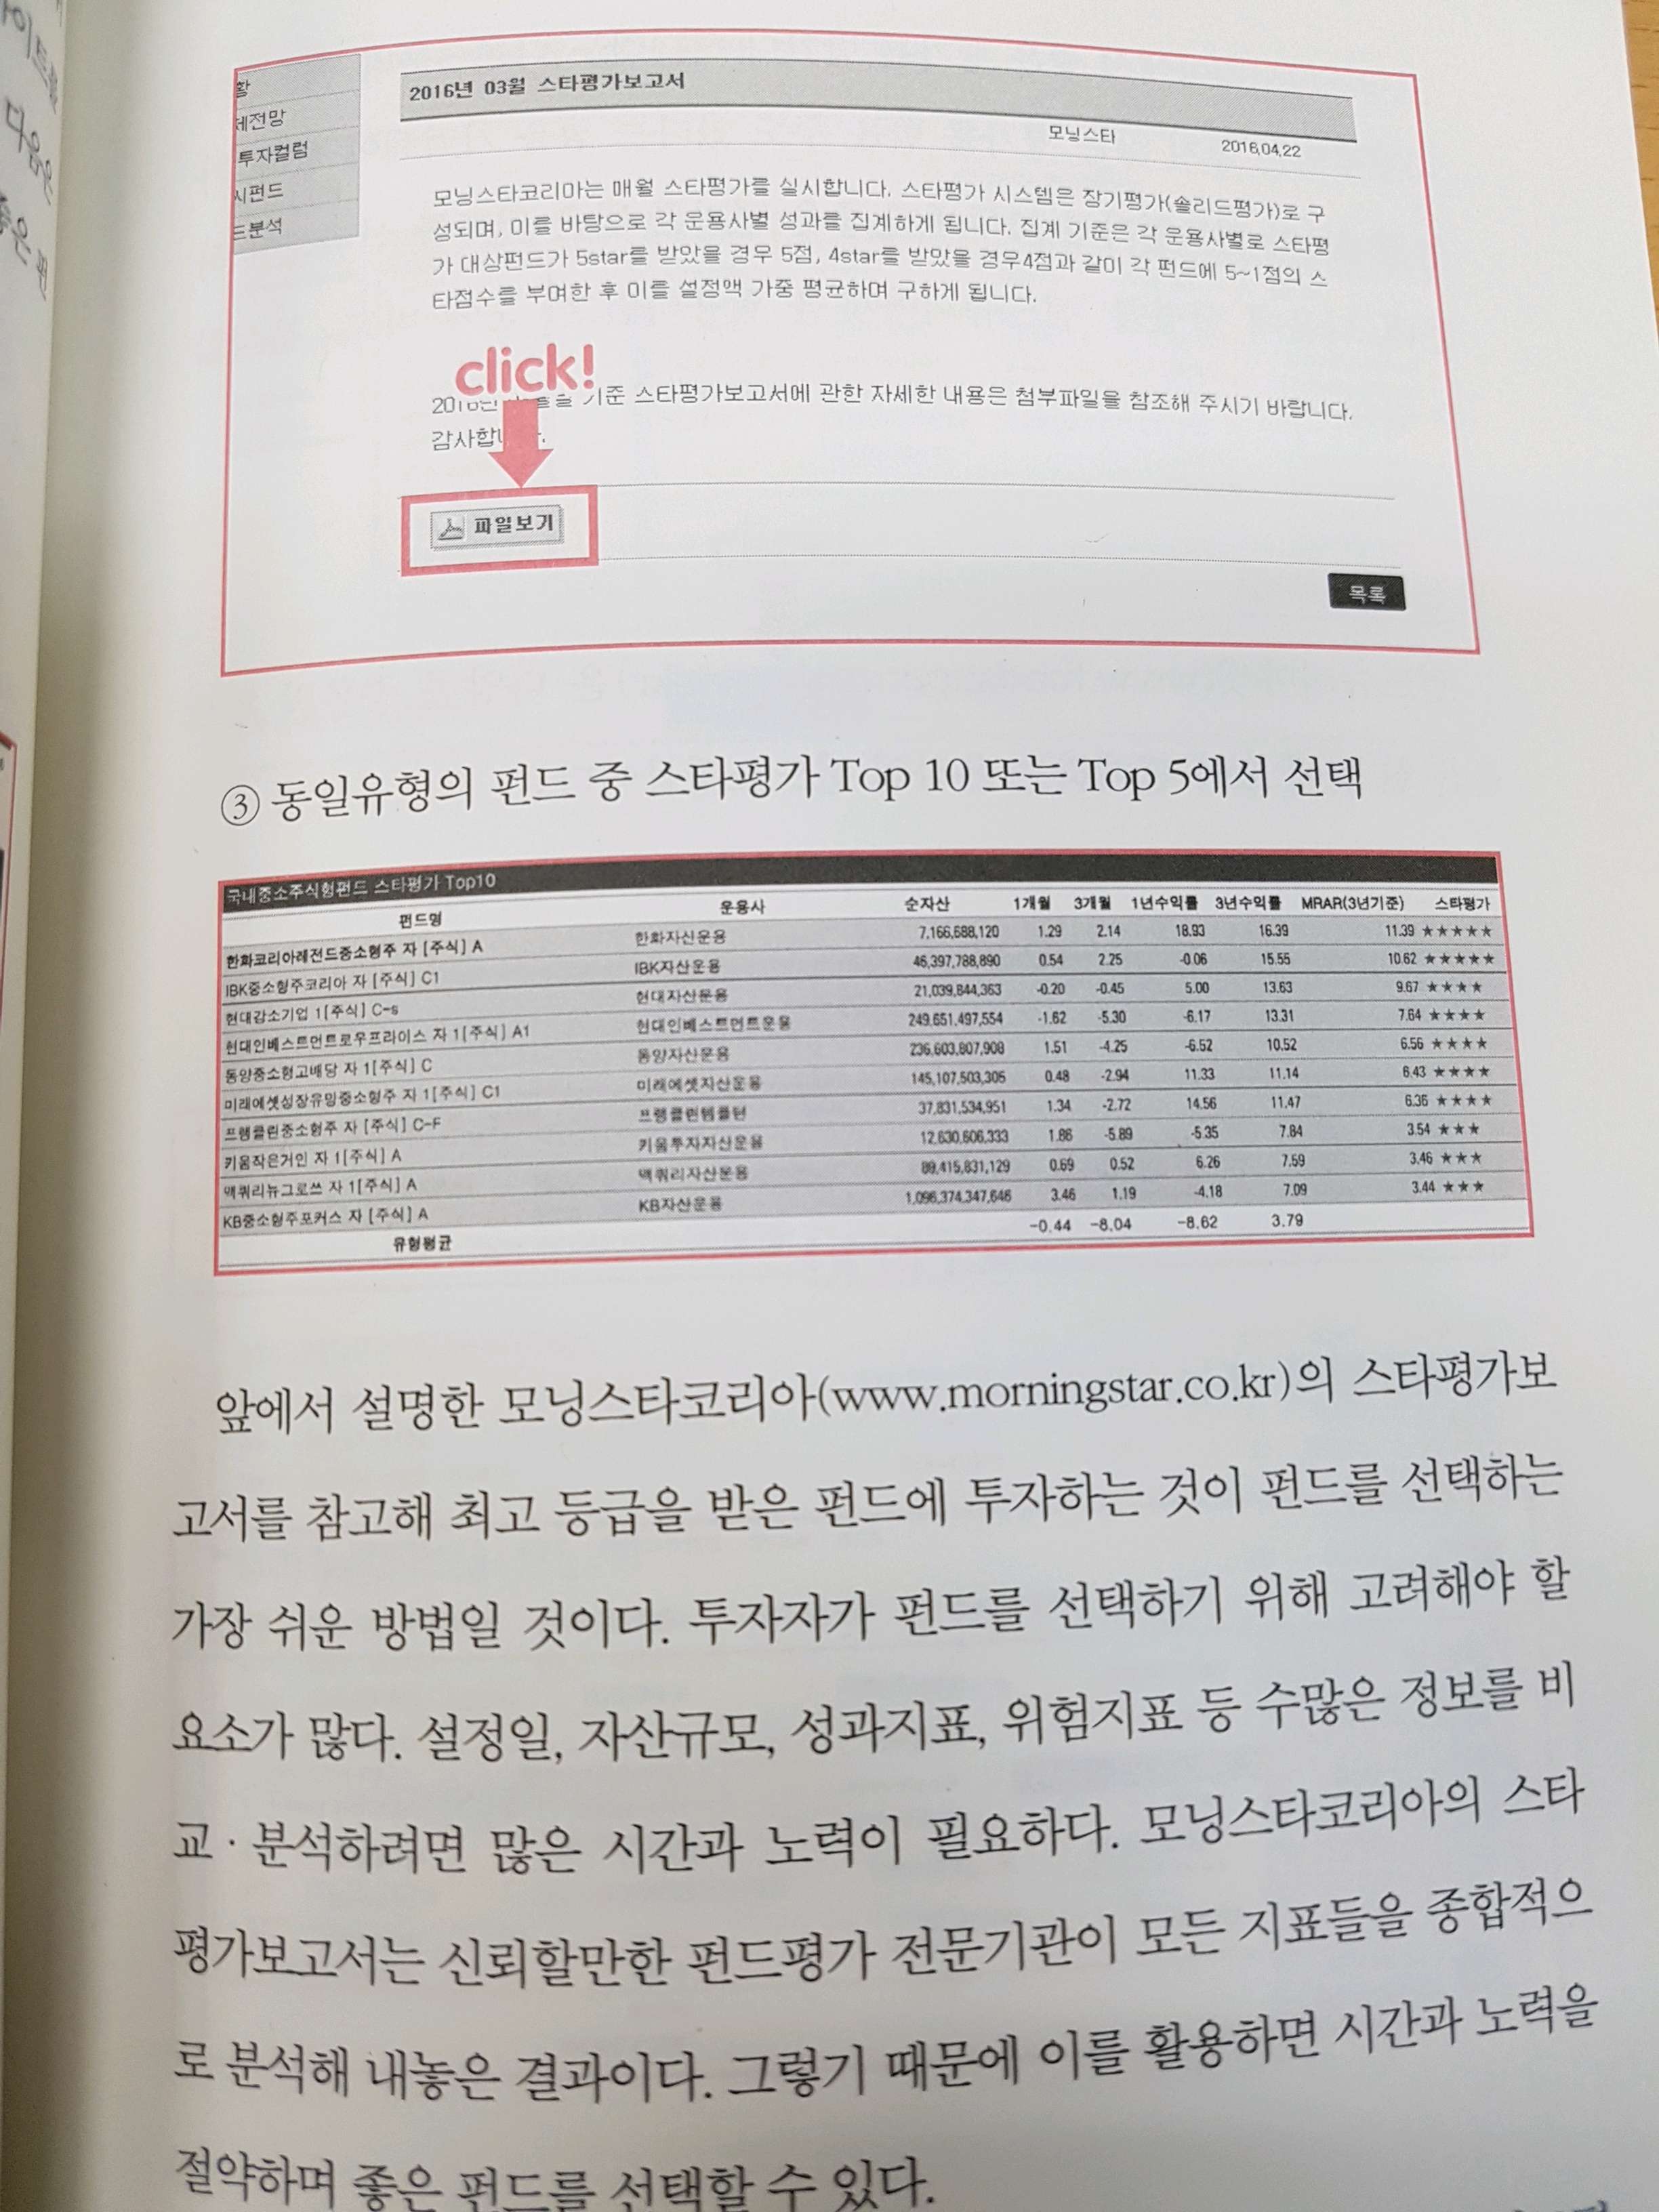 다음은
좋은 펀
황
제전망
투자컬럼
시펀드
드분석
2016년 03월 스타평가보고서
모닝스타 2016.04.22
모닝스타코리아는 매월 스타평가를 실시합니다. 스타평가 시스템은 장기평가(솔리드평가)로 구
성되며, 이를 바탕으로 각 운용사별 성과를 집계하게 됩니다. 집계 기준은 각 운용사별로 스타평
가 대상펀드가 5star를 받았을 경우 5점, 4star를 받았을 경우4점과 같이 각 펀드에 5~1점의 스
타점수를 부여한 후 이를 설정액 가중 평균하며 구하게 됩니다.
click!
기준 스타평가보고서에 관한 자세한 내용은 첨부파일을 참조해 주시기 바랍니다.
파일보기
목록
③ 동일유형의 펀드 중 스타평가 Top 10 또는 Top 5에서 선택
국내중소주식형펀드 스타평가 Top10
펀드명 운용사 순자산 1개월 3개월 1년수익률 3년수익률 MRAR(3년기준) 스타평가
한화코리아레전드중소형주 자 [주식] A 한화자산운용 7,166,688,120 1.29 2.14 18.93 16.39 11.39 ★★★★★
IBK중소형주코리아 자 [주식] C1 IBK자산운용 46,397,788,890 0.54 2.25 -0.06 15.55 10.62 ★★★★★
현대강소기업 1[주식] C-s 현대자산운용 21,039,844,363 -0.20 -0.45 5.00 13.63 9.67 ★★★★
현대인베스트먼트로우프라이스 자 1[주식] A1 현대인베스트먼트운용 249,651,497,554 -1.62 -5.30 -6.17 13.31 7.64 ★★★★
동양중소형고배당 자 1[주식] C 동양자산운용 236,603,807,908 1.51 -4.25 -6.52 10.52 6.56 ★★★★
미래에셋성장유망중소형주 자 1[주식] C1 미래에셋자산운용 145,107,503,305 0.48 -2.94 11.33 11.14 6.43 ★★★★
프랭클린중소형주 자 [주식] C-F 프랭클린템플턴 37,831,534,951 1.34 -2.72 14.56 11.47 6.36 ★★★★
키움작은거인 자 1[주식] A 키움투자자산운용 12,630,606,333 1.86 -5.89 -5.35 7.84 3.54 ★★★
맥쿼리뉴그로쓰 자 1[주식] A 맥쿼리자산운용 89,415,831,129 0.69 0.52 6.26 7.59 3.46 ★★★
KB중소형주포커스 자 [주식] A KB자산운용 1,096,374,347,646 3.46 1.19 -4.18 7.09 3.44 ★★★
유형평균 -0.44 -8.04 -8.62 3.79
앞에서 설명한 모닝스타코리아(www.morningstar.co.kr)의 스타평가보
고서를 참고해 최고 등급을 받은 펀드에 투자하는 것이 펀드를 선택하는
가장 쉬운 방법일 것이다. 투자자가 펀드를 선택하기 위해 고려해야 할
요소가 많다. 설정일, 자산규모, 성과지표, 위험지표 등 수많은 정보를 비
교·분석하려면 많은 시간과 노력이 필요하다. 모닝스타코리아의 스타
평가보고서는 신뢰할만한 펀드평가 전문기관이 모든 지표들을 종합적으
로 분석해 내놓은 결과이다. 그렇기 때문에 이를 활용하면 시간과 노력을
절약하며 좋은 펀드를 선택할 수 있다.